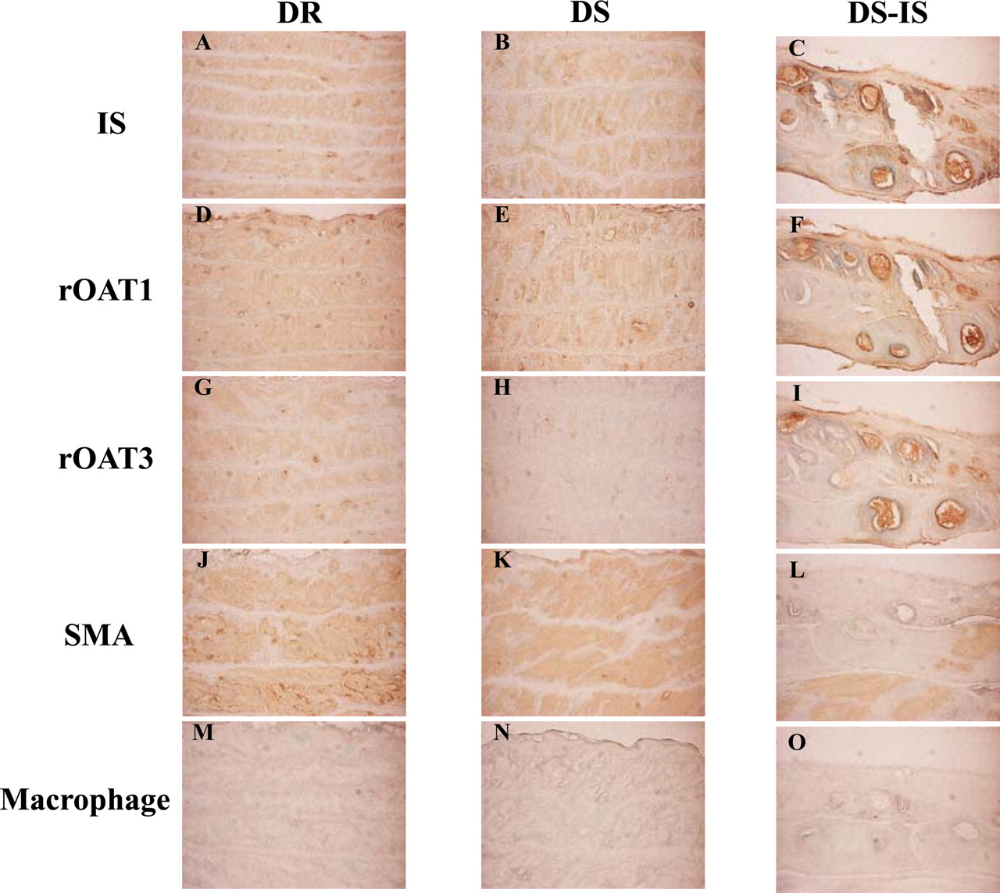 DR DS DS-IS
IS A B C
rOAT1 D E F
rOAT3 G H I
SMA J K L
Macrophage M N O